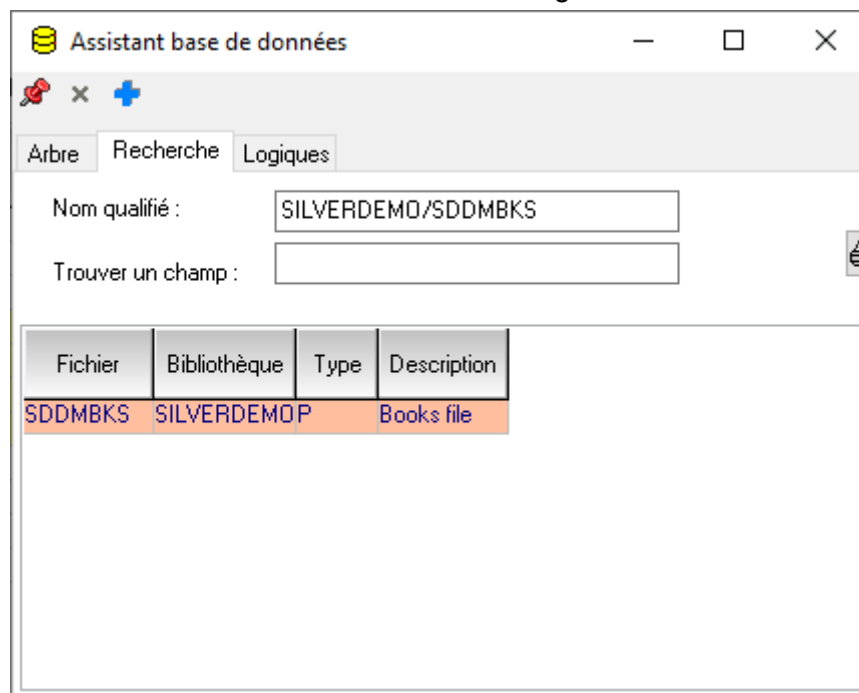 Assistant base de données
Arbre Recherche Logiques
Nom qualifié : SILVERDEMO/SDDMBKS
Trouver un champ :
Fichier Bibliothèque Type Description
SDDMBKS SILVERDEMO P Books file